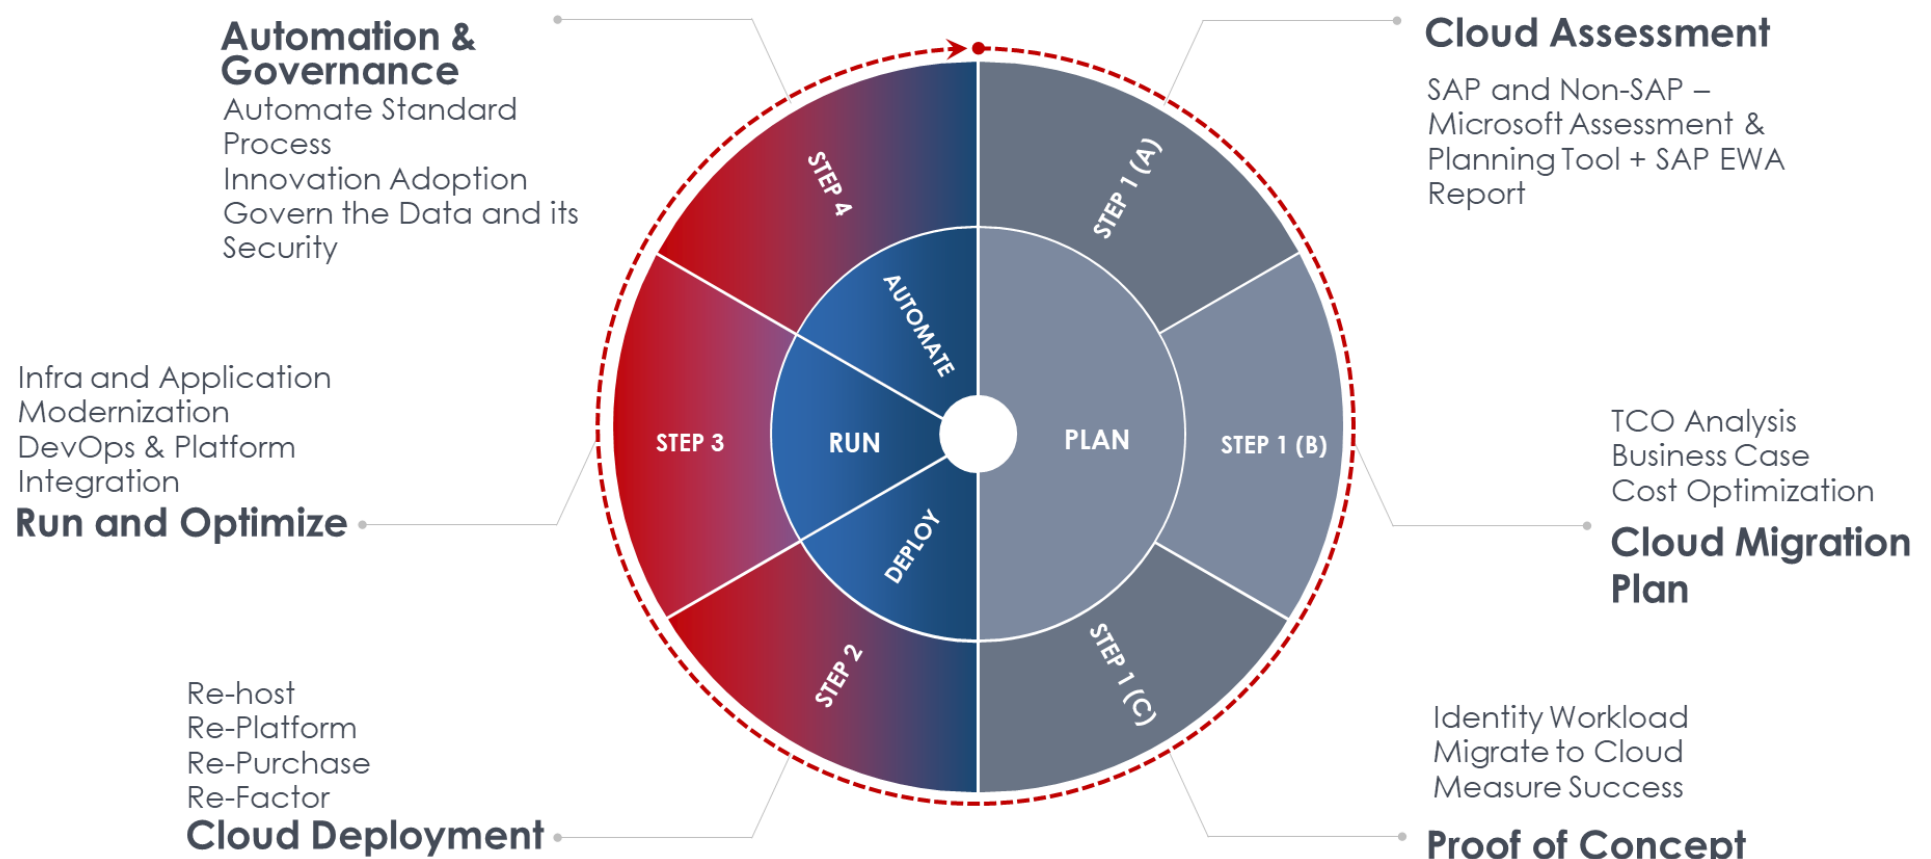 Automation &
Governance
Automate Standard
Process
Innovation Adoption
Govern the Data and its
Security
Cloud Assessment
SAP and Non-SAP –
Microsoft Assessment &
Planning Tool + SAP EWA
Report
STEP 4
STEP 1 (A)
AUTOMATE
Infra and Application
Modernization
DevOps & Platform
Integration
Run and Optimize
STEP 3
RUN
PLAN
STEP 1 (B)
TCO Analysis
Business Case
Cost Optimization
Cloud Migration
Plan
DEPLOY
STEP 2
STEP 1 (C)
Re-host
Re-Platform
Re-Purchase
Re-Factor
Cloud Deployment
Identity Workload
Migrate to Cloud
Measure Success
Proof of Concept